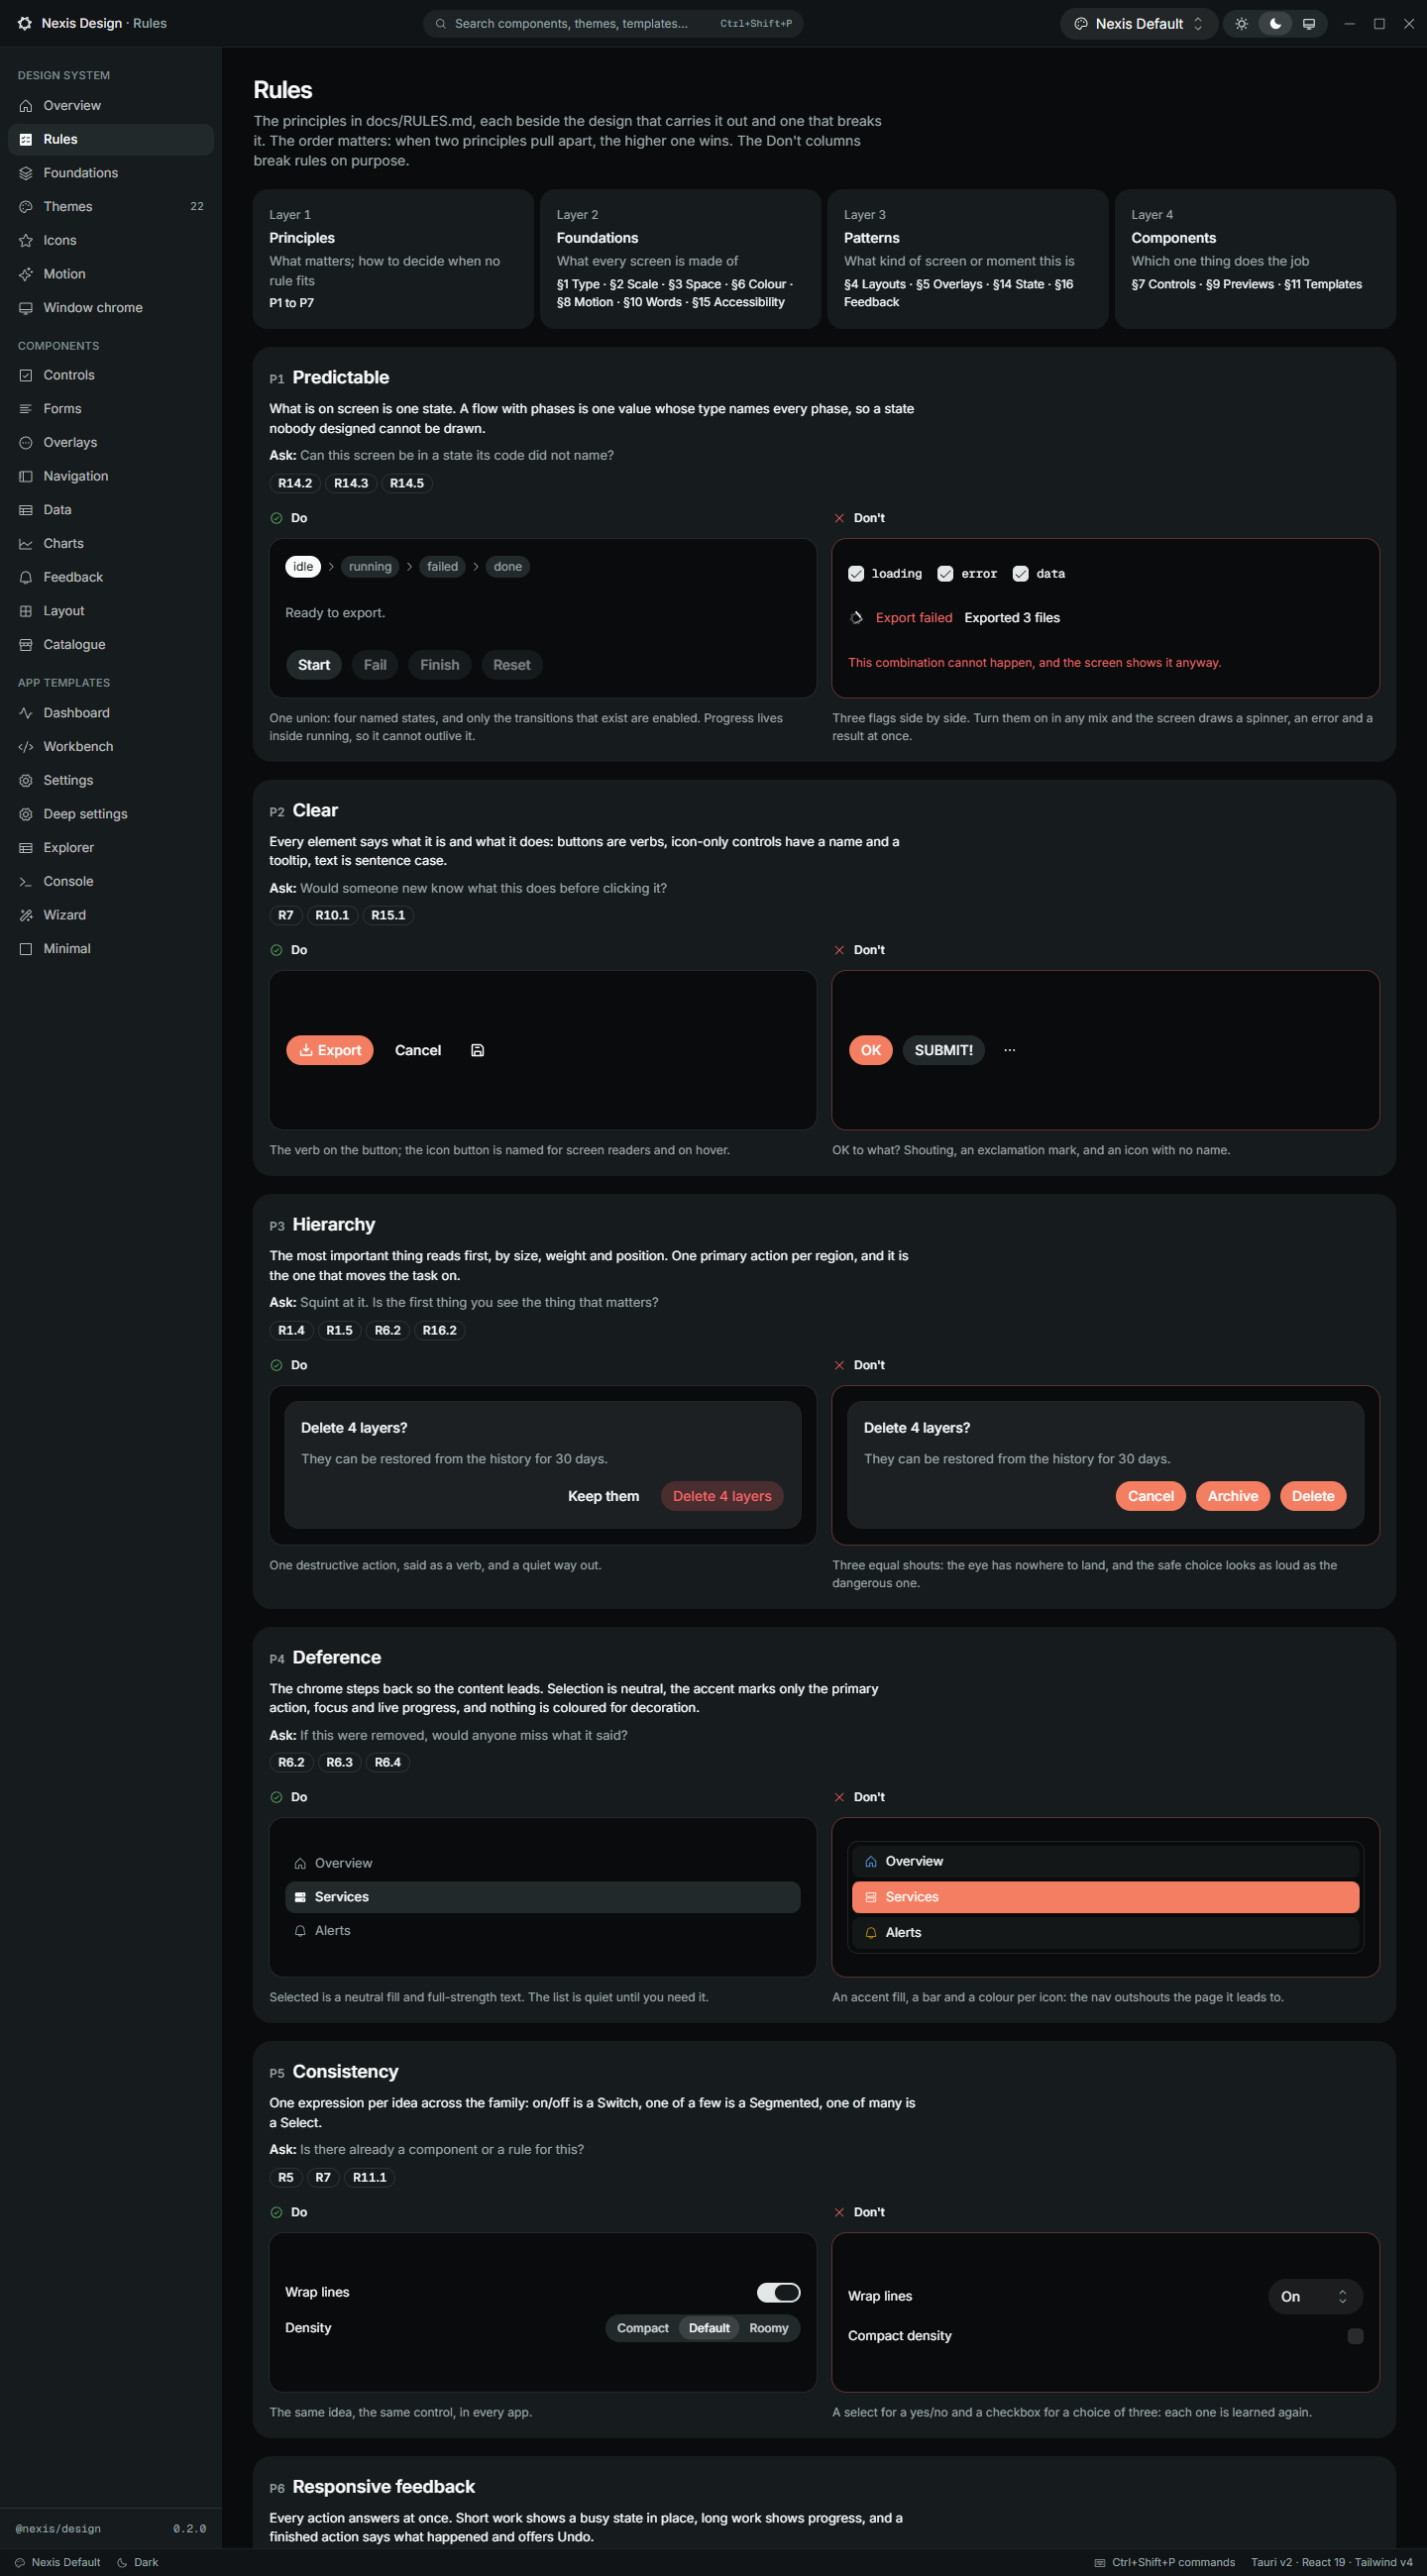 Nexis Design · Rules
Search components, themes, templates...
Ctrl+Shift+P
Nexis Default
DESIGN SYSTEM
Overview
Rules
Foundations
Themes
22
Icons
Motion
Window chrome
COMPONENTS
Controls
Forms
Overlays
Navigation
Data
Charts
Feedback
Layout
Catalogue
APP TEMPLATES
Dashboard
Workbench
Settings
Deep settings
Explorer
Console
Wizard
Minimal
@nexis/design
0.2.0
Rules
The principles in docs/RULES.md, each beside the design that carries it out and one that breaks
it. The order matters: when two principles pull apart, the higher one wins. The Don't columns
break rules on purpose.
Layer 1
Principles
What matters; how to decide when no
rule fits
P1 to P7
Layer 2
Foundations
What every screen is made of
§1 Type · §2 Scale · §3 Space · §6 Colour ·
§8 Motion · §10 Words · §15 Accessibility
Layer 3
Patterns
What kind of screen or moment this is
§4 Layouts · §5 Overlays · §14 State · §16
Feedback
Layer 4
Components
Which one thing does the job
§7 Controls · §9 Previews · §11 Templates
P1 Predictable
What is on screen is one state. A flow with phases is one value whose type names every phase, so a state
nobody designed cannot be drawn.
Ask: Can this screen be in a state its code did not name?
R14.2 R14.3 R14.5
Do
idle
running
failed
done
Ready to export.
Start
Fail
Finish
Reset
One union: four named states, and only the transitions that exist are enabled. Progress lives
inside running, so it cannot outlive it.
Don't
loading
error
data
Export failed
Exported 3 files
This combination cannot happen, and the screen shows it anyway.
Three flags side by side. Turn them on in any mix and the screen draws a spinner, an error and a
result at once.
P2 Clear
Every element says what it is and what it does: buttons are verbs, icon-only controls have a name and a
tooltip, text is sentence case.
Ask: Would someone new know what this does before clicking it?
R7 R10.1 R15.1
Do
Export
Cancel
The verb on the button; the icon button is named for screen readers and on hover.
Don't
OK
SUBMIT!
OK to what? Shouting, an exclamation mark, and an icon with no name.
P3 Hierarchy
The most important thing reads first, by size, weight and position. One primary action per region, and it is
the one that moves the task on.
Ask: Squint at it. Is the first thing you see the thing that matters?
R1.4 R1.5 R6.2 R16.2
Do
Delete 4 layers?
They can be restored from the history for 30 days.
Keep them
Delete 4 layers
One destructive action, said as a verb, and a quiet way out.
Don't
Delete 4 layers?
They can be restored from the history for 30 days.
Cancel
Archive
Delete
Three equal shouts: the eye has nowhere to land, and the safe choice looks as loud as the
dangerous one.
P4 Deference
The chrome steps back so the content leads. Selection is neutral, the accent marks only the primary
action, focus and live progress, and nothing is coloured for decoration.
Ask: If this were removed, would anyone miss what it said?
R6.2 R6.3 R6.4
Do
Overview
Services
Alerts
Selected is a neutral fill and full-strength text. The list is quiet until you need it.
Don't
Overview
Services
Alerts
An accent fill, a bar and a colour per icon: the nav outshouts the page it leads to.
P5 Consistency
One expression per idea across the family: on/off is a Switch, one of a few is a Segmented, one of many is
a Select.
Ask: Is there already a component or a rule for this?
R5 R7 R11.1
Do
Wrap lines
Density
Compact
Default
Roomy
The same idea, the same control, in every app.
Don't
Wrap lines
On
Compact density
A select for a yes/no and a checkbox for a choice of three: each one is learned again.
P6 Responsive feedback
Every action answers at once. Short work shows a busy state in place, long work shows progress, and a
finished action says what happened and offers Undo.
Nexis Default
Dark
Ctrl+Shift+P commands
Tauri v2 · React 19 · Tailwind v4